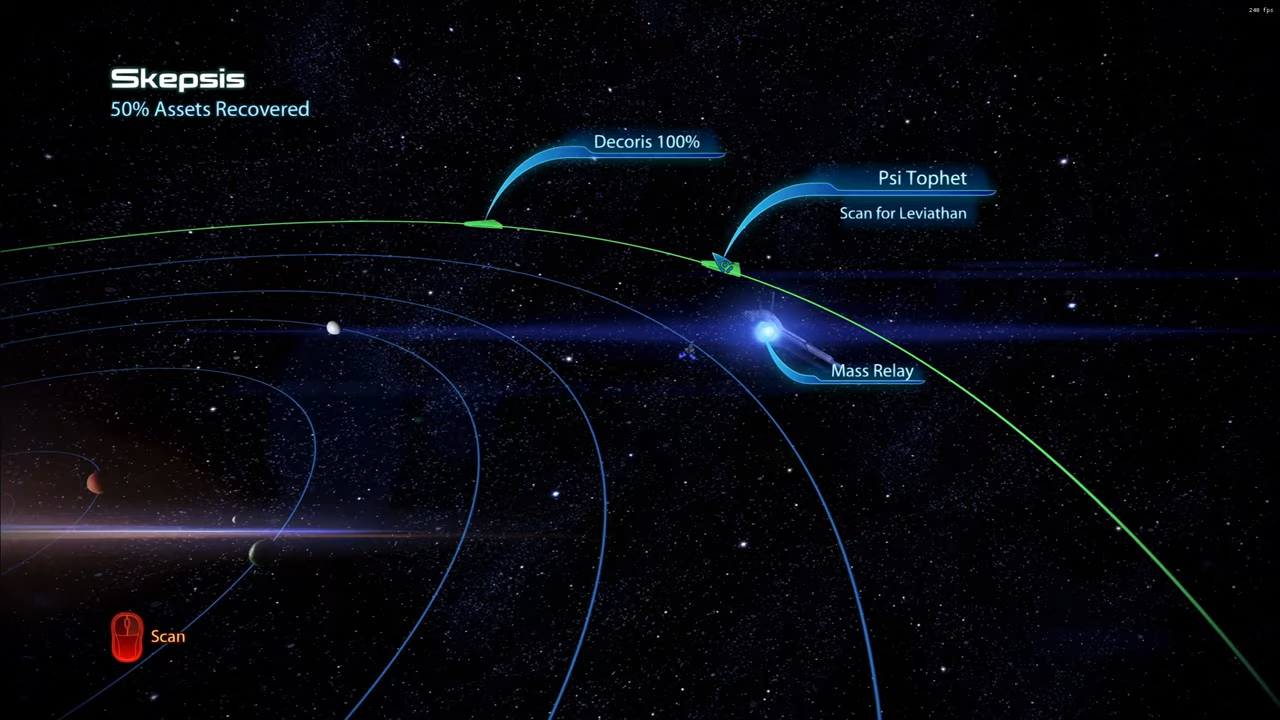 240 fps
Skepsis
50% Assets Recovered
Decoris 100%
Psi Tophet
Scan for Leviathan
Mass Relay
Scan